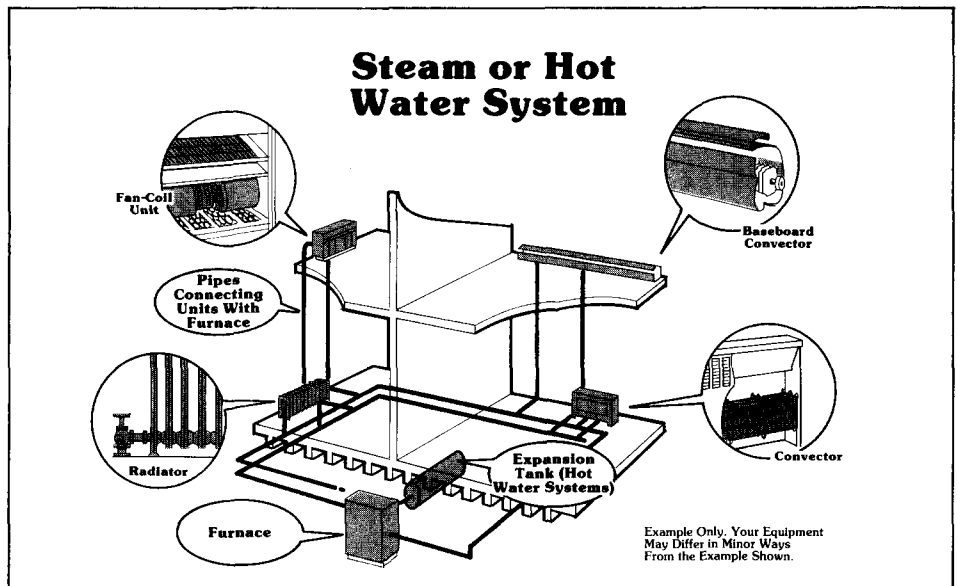 Steam or Hot
Water System
Fan-Coil
Unit
Baseboard
Convector
Pipes
Connecting
Units With
Furnace
Radiator
Convector
Expansion
Tank (Hot
Water Systems)
Furnace
Example Only. Your Equipment
May Differ in Minor Ways
From the Example Shown.